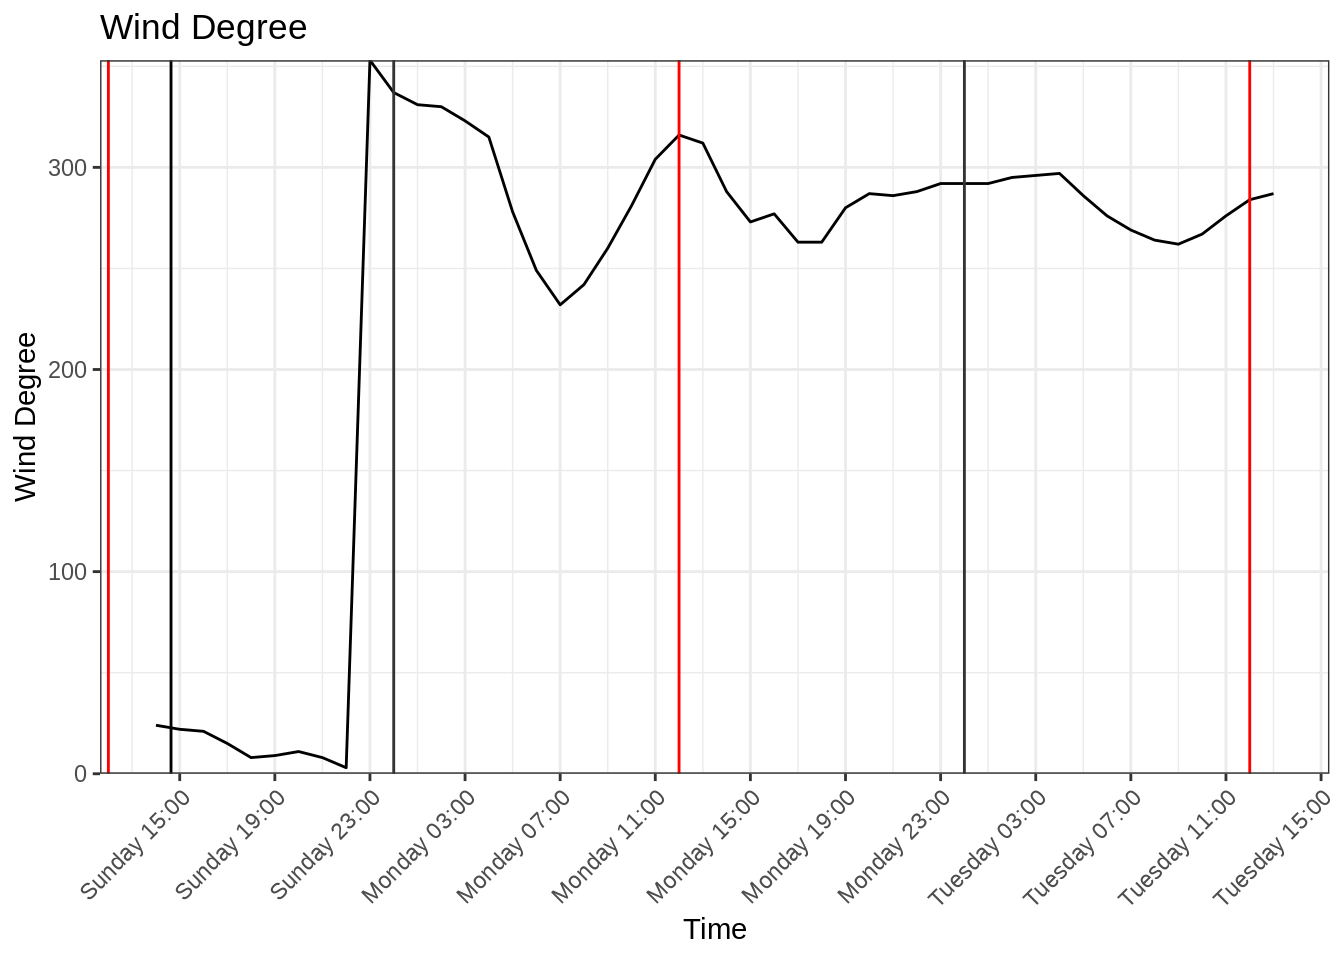 Wind Degree
Wind Degree
300
200
100
0
Sunday 15:00
Sunday 19:00
Sunday 23:00
Monday 03:00
Monday 07:00
Monday 11:00
Monday 15:00
Monday 19:00
Monday 23:00
Tuesday 03:00
Tuesday 07:00
Tuesday 11:00
Tuesday 15:00
Time